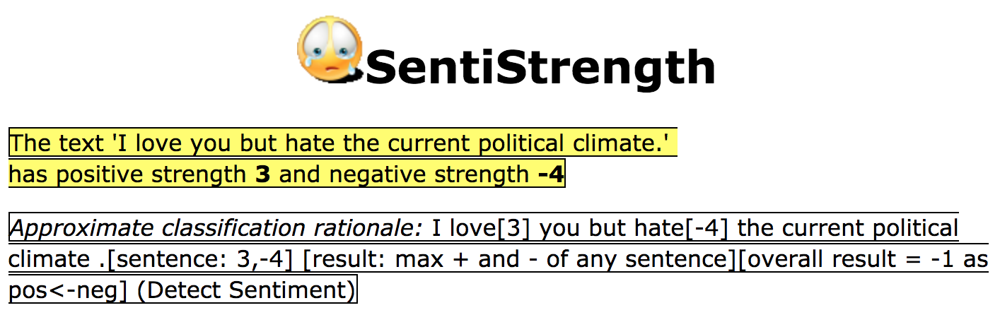 SentiStrength
The text 'I love you but hate the current political climate.'
has positive strength 3 and negative strength -4
Approximate classification rationale: I love[3] you but hate[-4] the current political
climate .[sentence: 3,-4] [result: max + and - of any sentence][overall result = -1 as
pos<-neg] (Detect Sentiment)